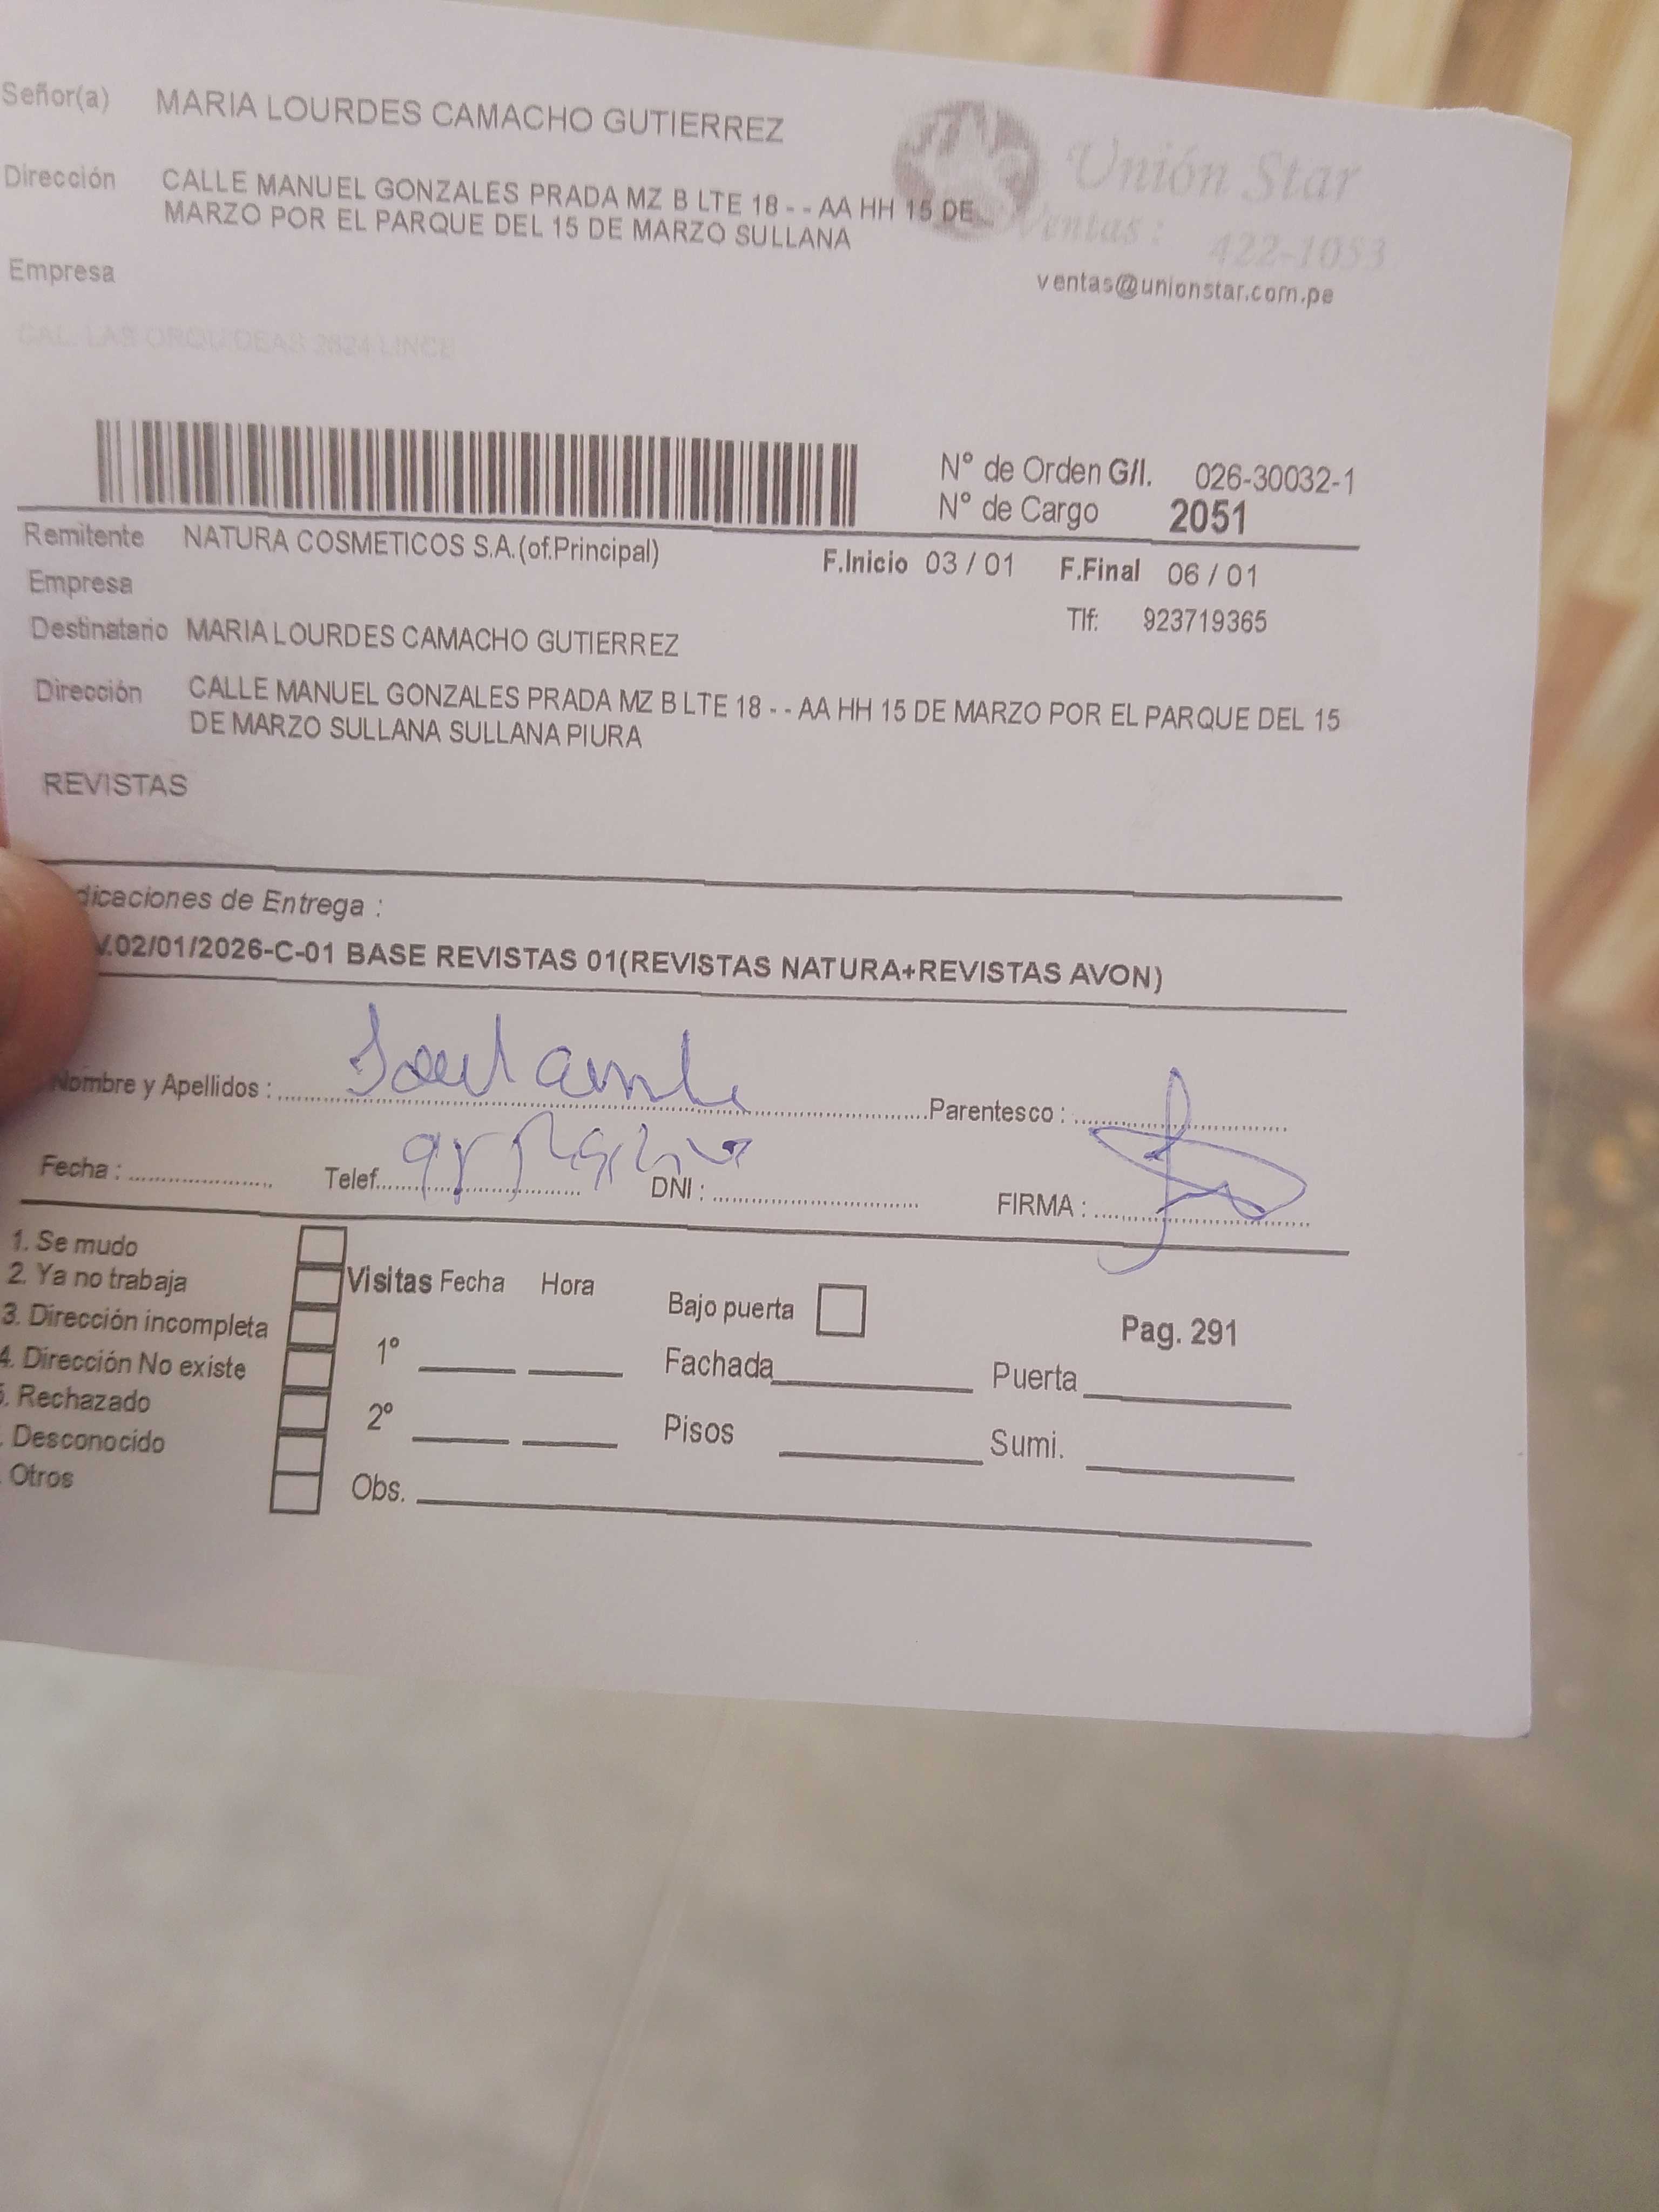 Señor(a) MARIA LOURDES CAMACHO GUTIERREZ
Unión Star
Dirección CALLE MANUEL GONZALES PRADA MZ B LTE 18 - - AA HH 15 DE
MARZO POR EL PARQUE DEL 15 DE MARZO SULLANA
Ventas : 422-1053
Empresa
ventas@unionstar.com.pe
CAL. LAS ORQUIDEAS 2624 LINCE
N° de Orden G/I. 026-30032-1
N° de Cargo 2051
Remitente NATURA COSMETICOS S.A.(of.Principal)
F.Inicio 03 / 01 F.Final 06 / 01
Empresa
Tlf: 923719365
Destinatario MARIA LOURDES CAMACHO GUTIERREZ
Dirección CALLE MANUEL GONZALES PRADA MZ B LTE 18 - - AA HH 15 DE MARZO POR EL PARQUE DEL 15
DE MARZO SULLANA SULLANA PIURA
REVISTAS
dicaciones de Entrega :
V.02/01/2026-C-01 BASE REVISTAS 01(REVISTAS NATURA+REVISTAS AVON)
Nombre y Apellidos : Parentesco :
Fecha : Telef. DNI : FIRMA :
1. Se mudo
2. Ya no trabaja
3. Dirección incompleta
4. Dirección No existe
. Rechazado
. Desconocido
. Otros
Visitas Fecha Hora
1°
2°
Obs.
Bajo puerta
Fachada
Pisos
Pag. 291
Puerta
Sumi.